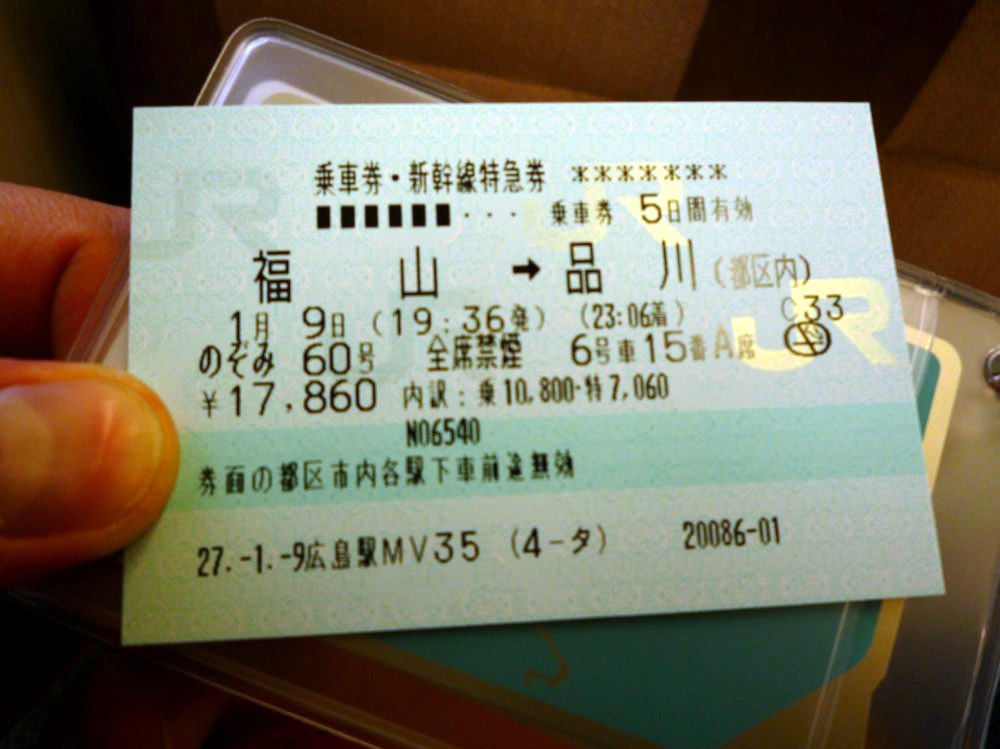 乗車券・新幹線特急券 *******
■■■■■■・・・ 乗車券 5日間有効
福山 ➡ 品川 (都区内)
1月 9日 (19:36発) (23:06着) C33
のぞみ 60号 全席禁煙 6号車15番A席
¥17,860 内訳:乗10,800・特7,060
N06540
券面の都区市内各駅下車前途無効
27.-1.-9広島駅MV35 (4-タ) 20086-01
JR
JR